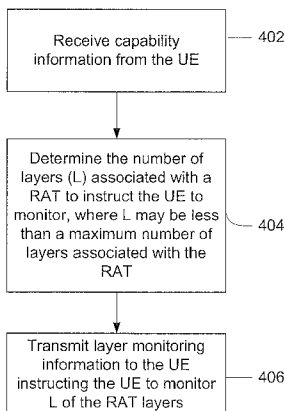 Receive capability
information from the UE
402
Determine the number of
layers (L) associated with a
RAT to instruct the UE to
monitor, where L may be less
than a maximum number of
layers associated with the
RAT
404
Transmit layer monitoring
information to the UE
instructing the UE to monitor
L of the RAT layers
406